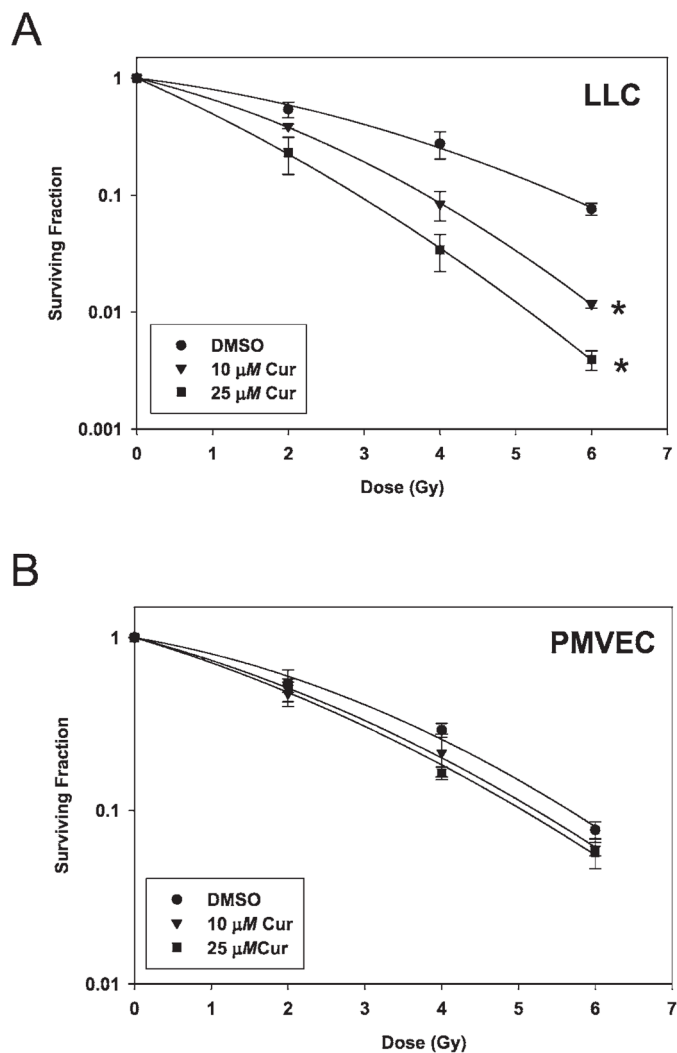 A
LLC
1
0.1
0.01
0.001
Surviving Fraction
*
*
DMSO
10 μM Cur
25 μM Cur
0 1 2 3 4 5 6 7
Dose (Gy)
B
PMVEC
1
0.1
0.01
Surviving Fraction
DMSO
10 μM Cur
25 μMCur
0 1 2 3 4 5 6 7
Dose (Gy)